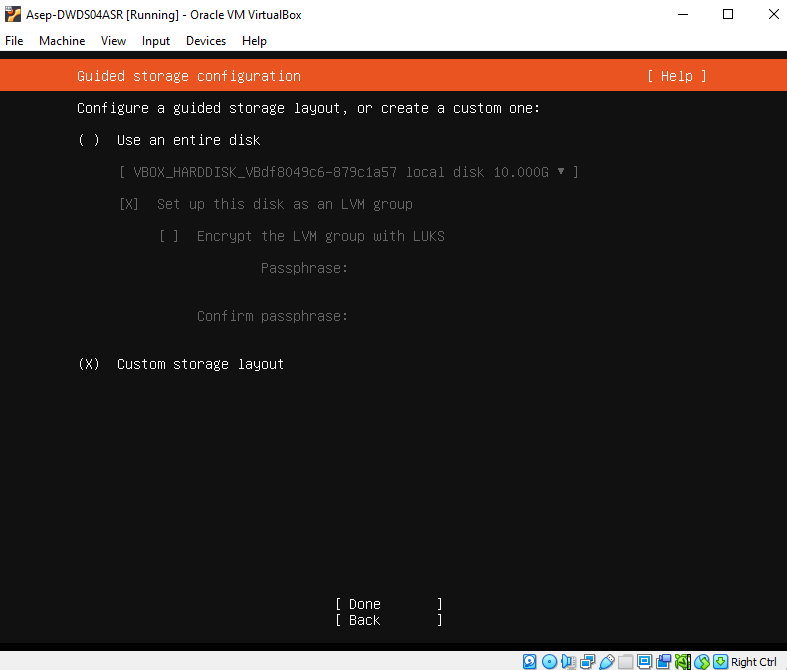 Asep-DWDS04ASR [Running] - Oracle VM VirtualBox
File Machine View Input Devices Help
Guided storage configuration [ Help ]
Configure a guided storage layout, or create a custom one:
( ) Use an entire disk
[ VBOX_HARDDISK_VBdf8049c6-879c1a57 local disk 10.000G ▾ ]
[X] Set up this disk as an LVM group
[ ] Encrypt the LVM group with LUKS
Passphrase:
Confirm passphrase:
(X) Custom storage layout
[ Done ]
[ Back ]
Right Ctrl